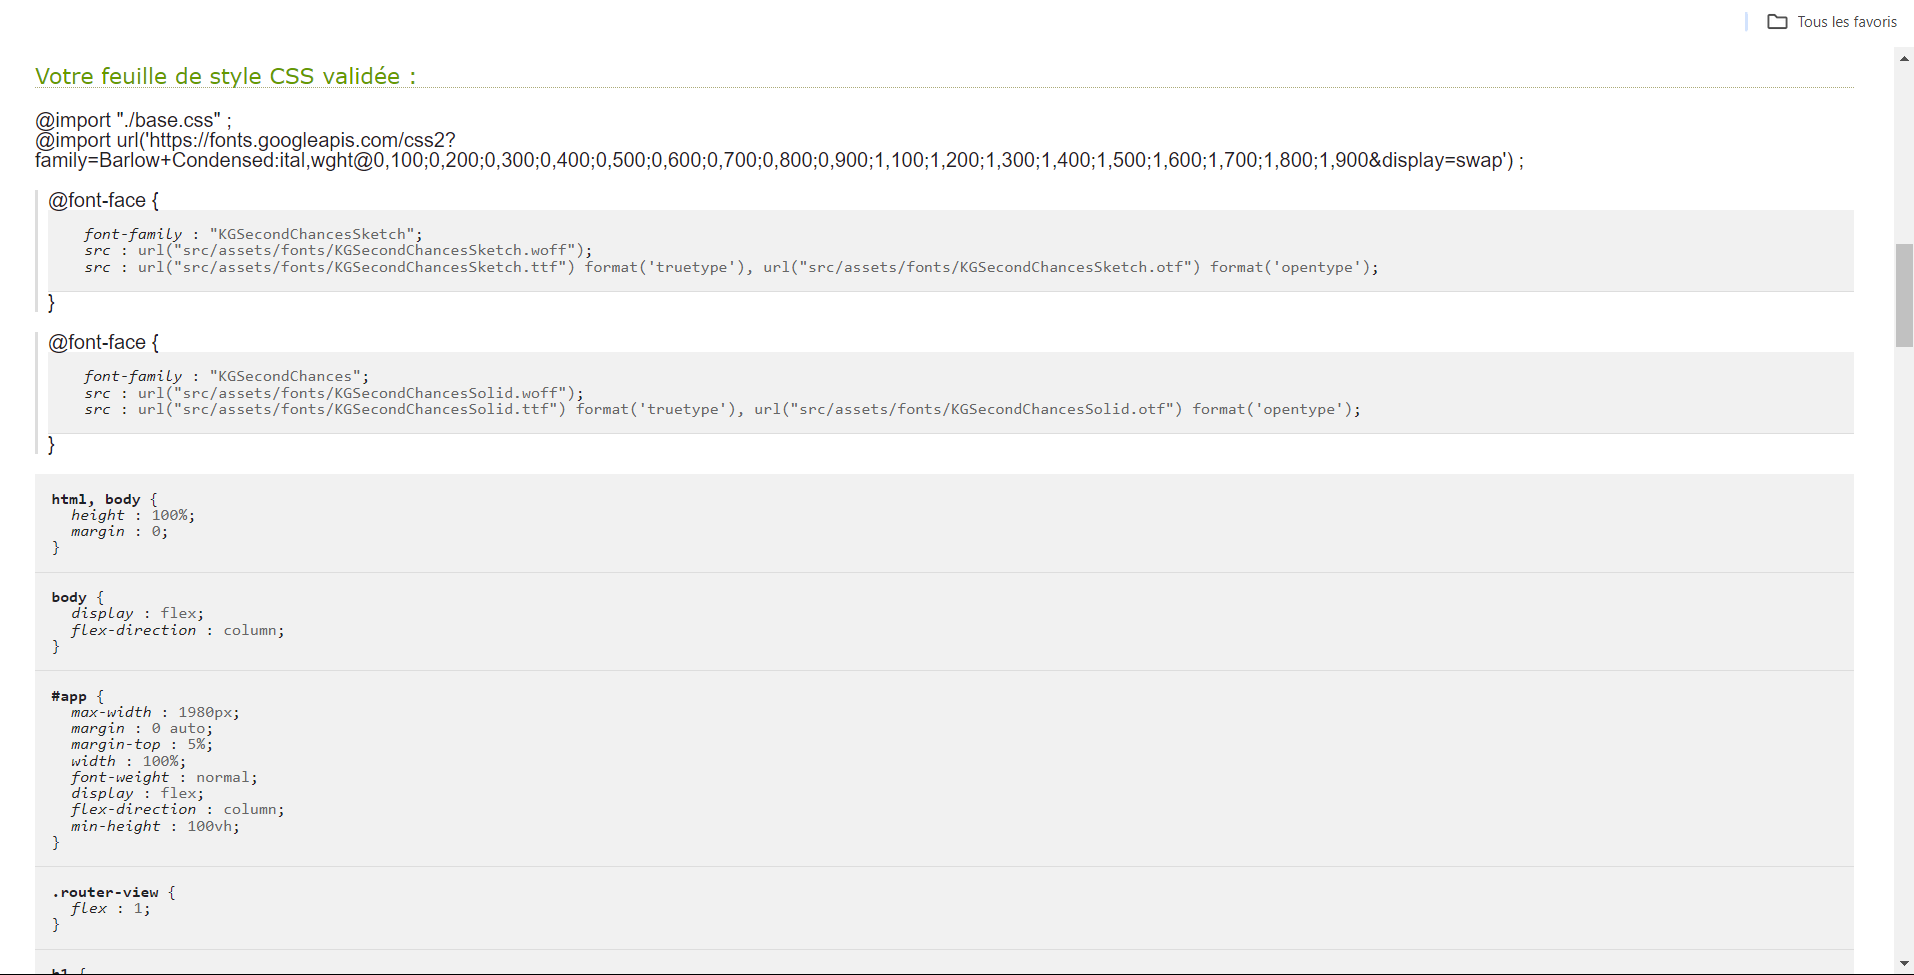 Tous les favoris
Votre feuille de style CSS validée :
@import "./base.css" ;
@import url('https://fonts.googleapis.com/css2?
family=Barlow+Condensed:ital,wght@0,100;0,200;0,300;0,400;0,500;0,600;0,700;0,800;0,900;1,100;1,200;1,300;1,400;1,500;1,600;1,700;1,800;1,900&display=swap') ;
@font-face {
font-family : "KGSecondChancesSketch";
src : url("src/assets/fonts/KGSecondChancesSketch.woff");
src : url("src/assets/fonts/KGSecondChancesSketch.ttf") format('truetype'), url("src/assets/fonts/KGSecondChancesSketch.otf") format('opentype');
}
@font-face {
font-family : "KGSecondChances";
src : url("src/assets/fonts/KGSecondChancesSolid.woff");
src : url("src/assets/fonts/KGSecondChancesSolid.ttf") format('truetype'), url("src/assets/fonts/KGSecondChancesSolid.otf") format('opentype');
}
html, body {
height : 100%;
margin : 0;
}
body {
display : flex;
flex-direction : column;
}
#app {
max-width : 1980px;
margin : 0 auto;
margin-top : 5%;
width : 100%;
font-weight : normal;
display : flex;
flex-direction : column;
min-height : 100vh;
}
.router-view {
flex : 1;
}
h1 {